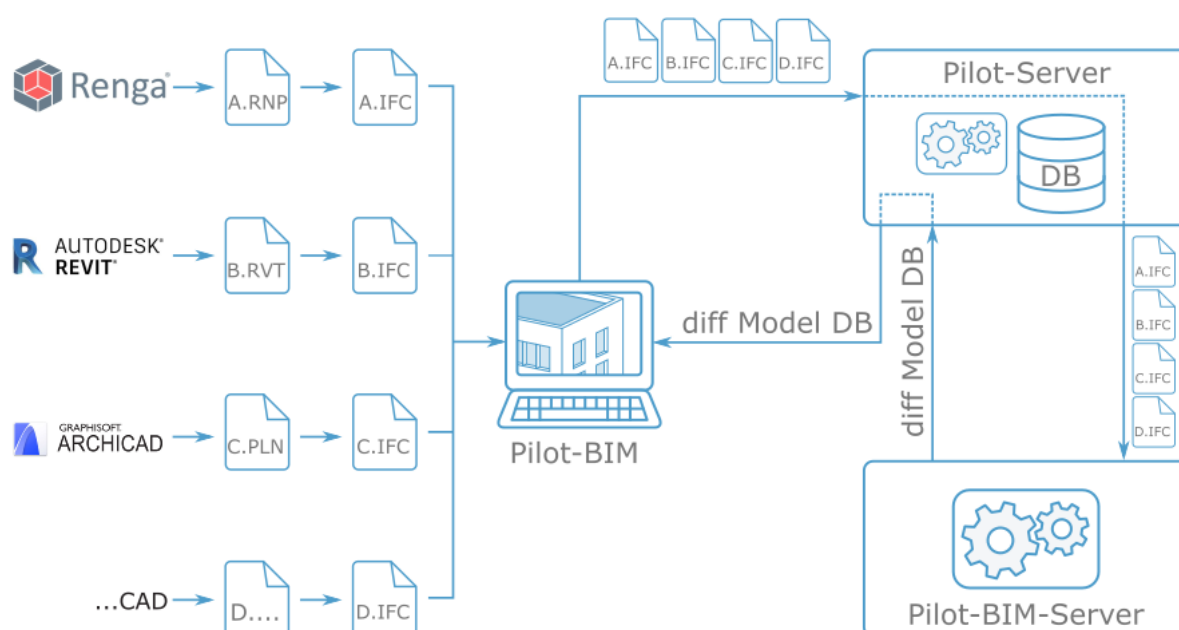 Renga®
A.RNP
A.IFC
AUTODESK®
REVIT®
B.RVT
B.IFC
GRAPHISOFT
ARCHICAD
C.PLN
C.IFC
...CAD
D....
D.IFC
Pilot-BIM
A.IFC
B.IFC
C.IFC
D.IFC
Pilot-Server
DB
diff Model DB
diff Model DB
A.IFC
B.IFC
C.IFC
D.IFC
Pilot-BIM-Server